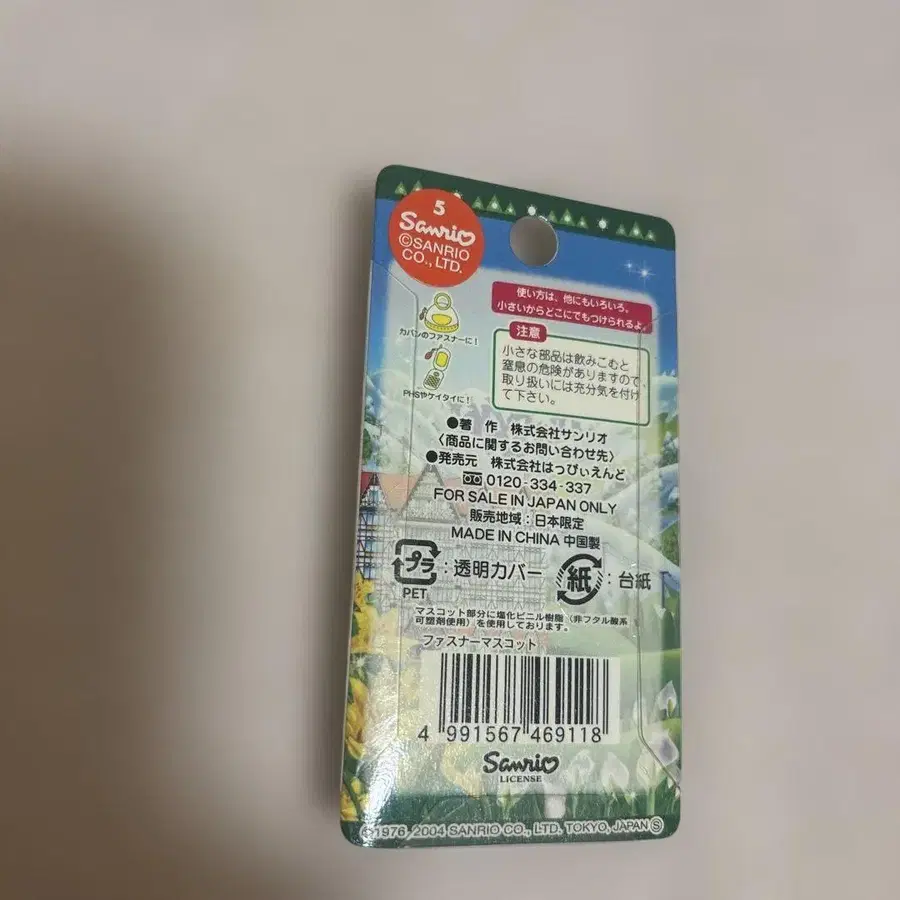 5
Sanrio
©SANRIO
CO., LTD.
使い方は、他にもいろいろ。
小さいからどこにでもつけられるよ。
カバンのファスナーに!
PHSやケイタイに!
注意
小さな部品は飲みこむと
窒息の危険がありますので、
取り扱いには充分気を付け
て下さい。
●著 作 株式会社サンリオ
〈商品に関するお問い合わせ先〉
●発売元 株式会社はっぴぃえんど
0120-334-337
FOR SALE IN JAPAN ONLY
販売地域:日本限定
MADE IN CHINA 中国製
プラ:透明カバー
PET
紙:台紙
マスコット部分に塩化ビニル樹脂(非フタル酸系
可塑剤使用)を使用しております。
ファスナーマスコット
4 991567 469118
Sanrio
LICENSE
©1976, 2004 SANRIO CO., LTD. TOKYO, JAPAN Ⓢ